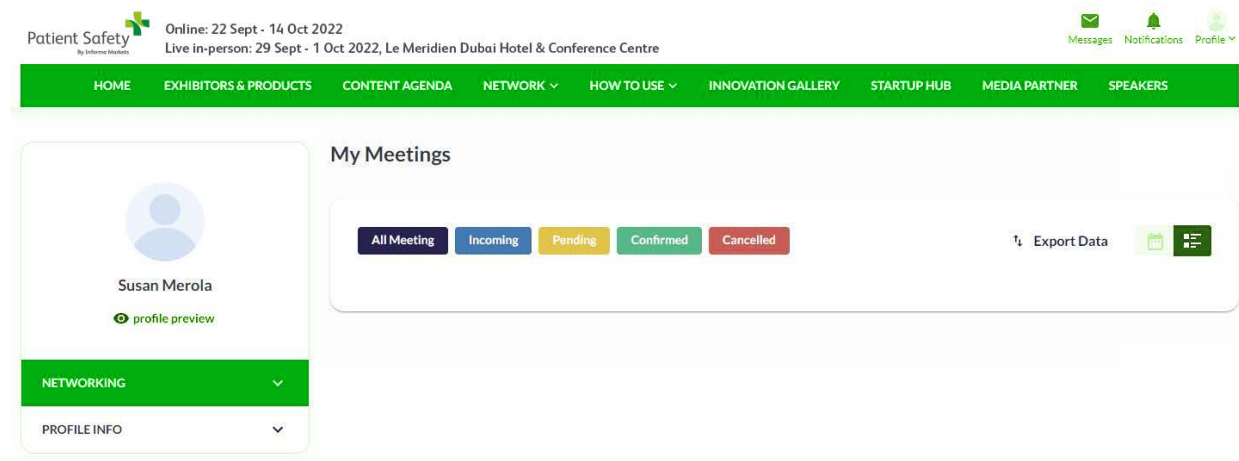 Patient Safety
By Informa Markets
Online: 22 Sept - 14 Oct 2022
Live in-person: 29 Sept - 1 Oct 2022, Le Meridien Dubai Hotel & Conference Centre
Messages
Notifications
Profile
HOME
EXHIBITORS & PRODUCTS
CONTENT AGENDA
NETWORK
HOW TO USE
INNOVATION GALLERY
STARTUP HUB
MEDIA PARTNER
SPEAKERS
My Meetings
All Meeting
Incoming
Pending
Confirmed
Cancelled
Export Data
Susan Merola
profile preview
NETWORKING
PROFILE INFO